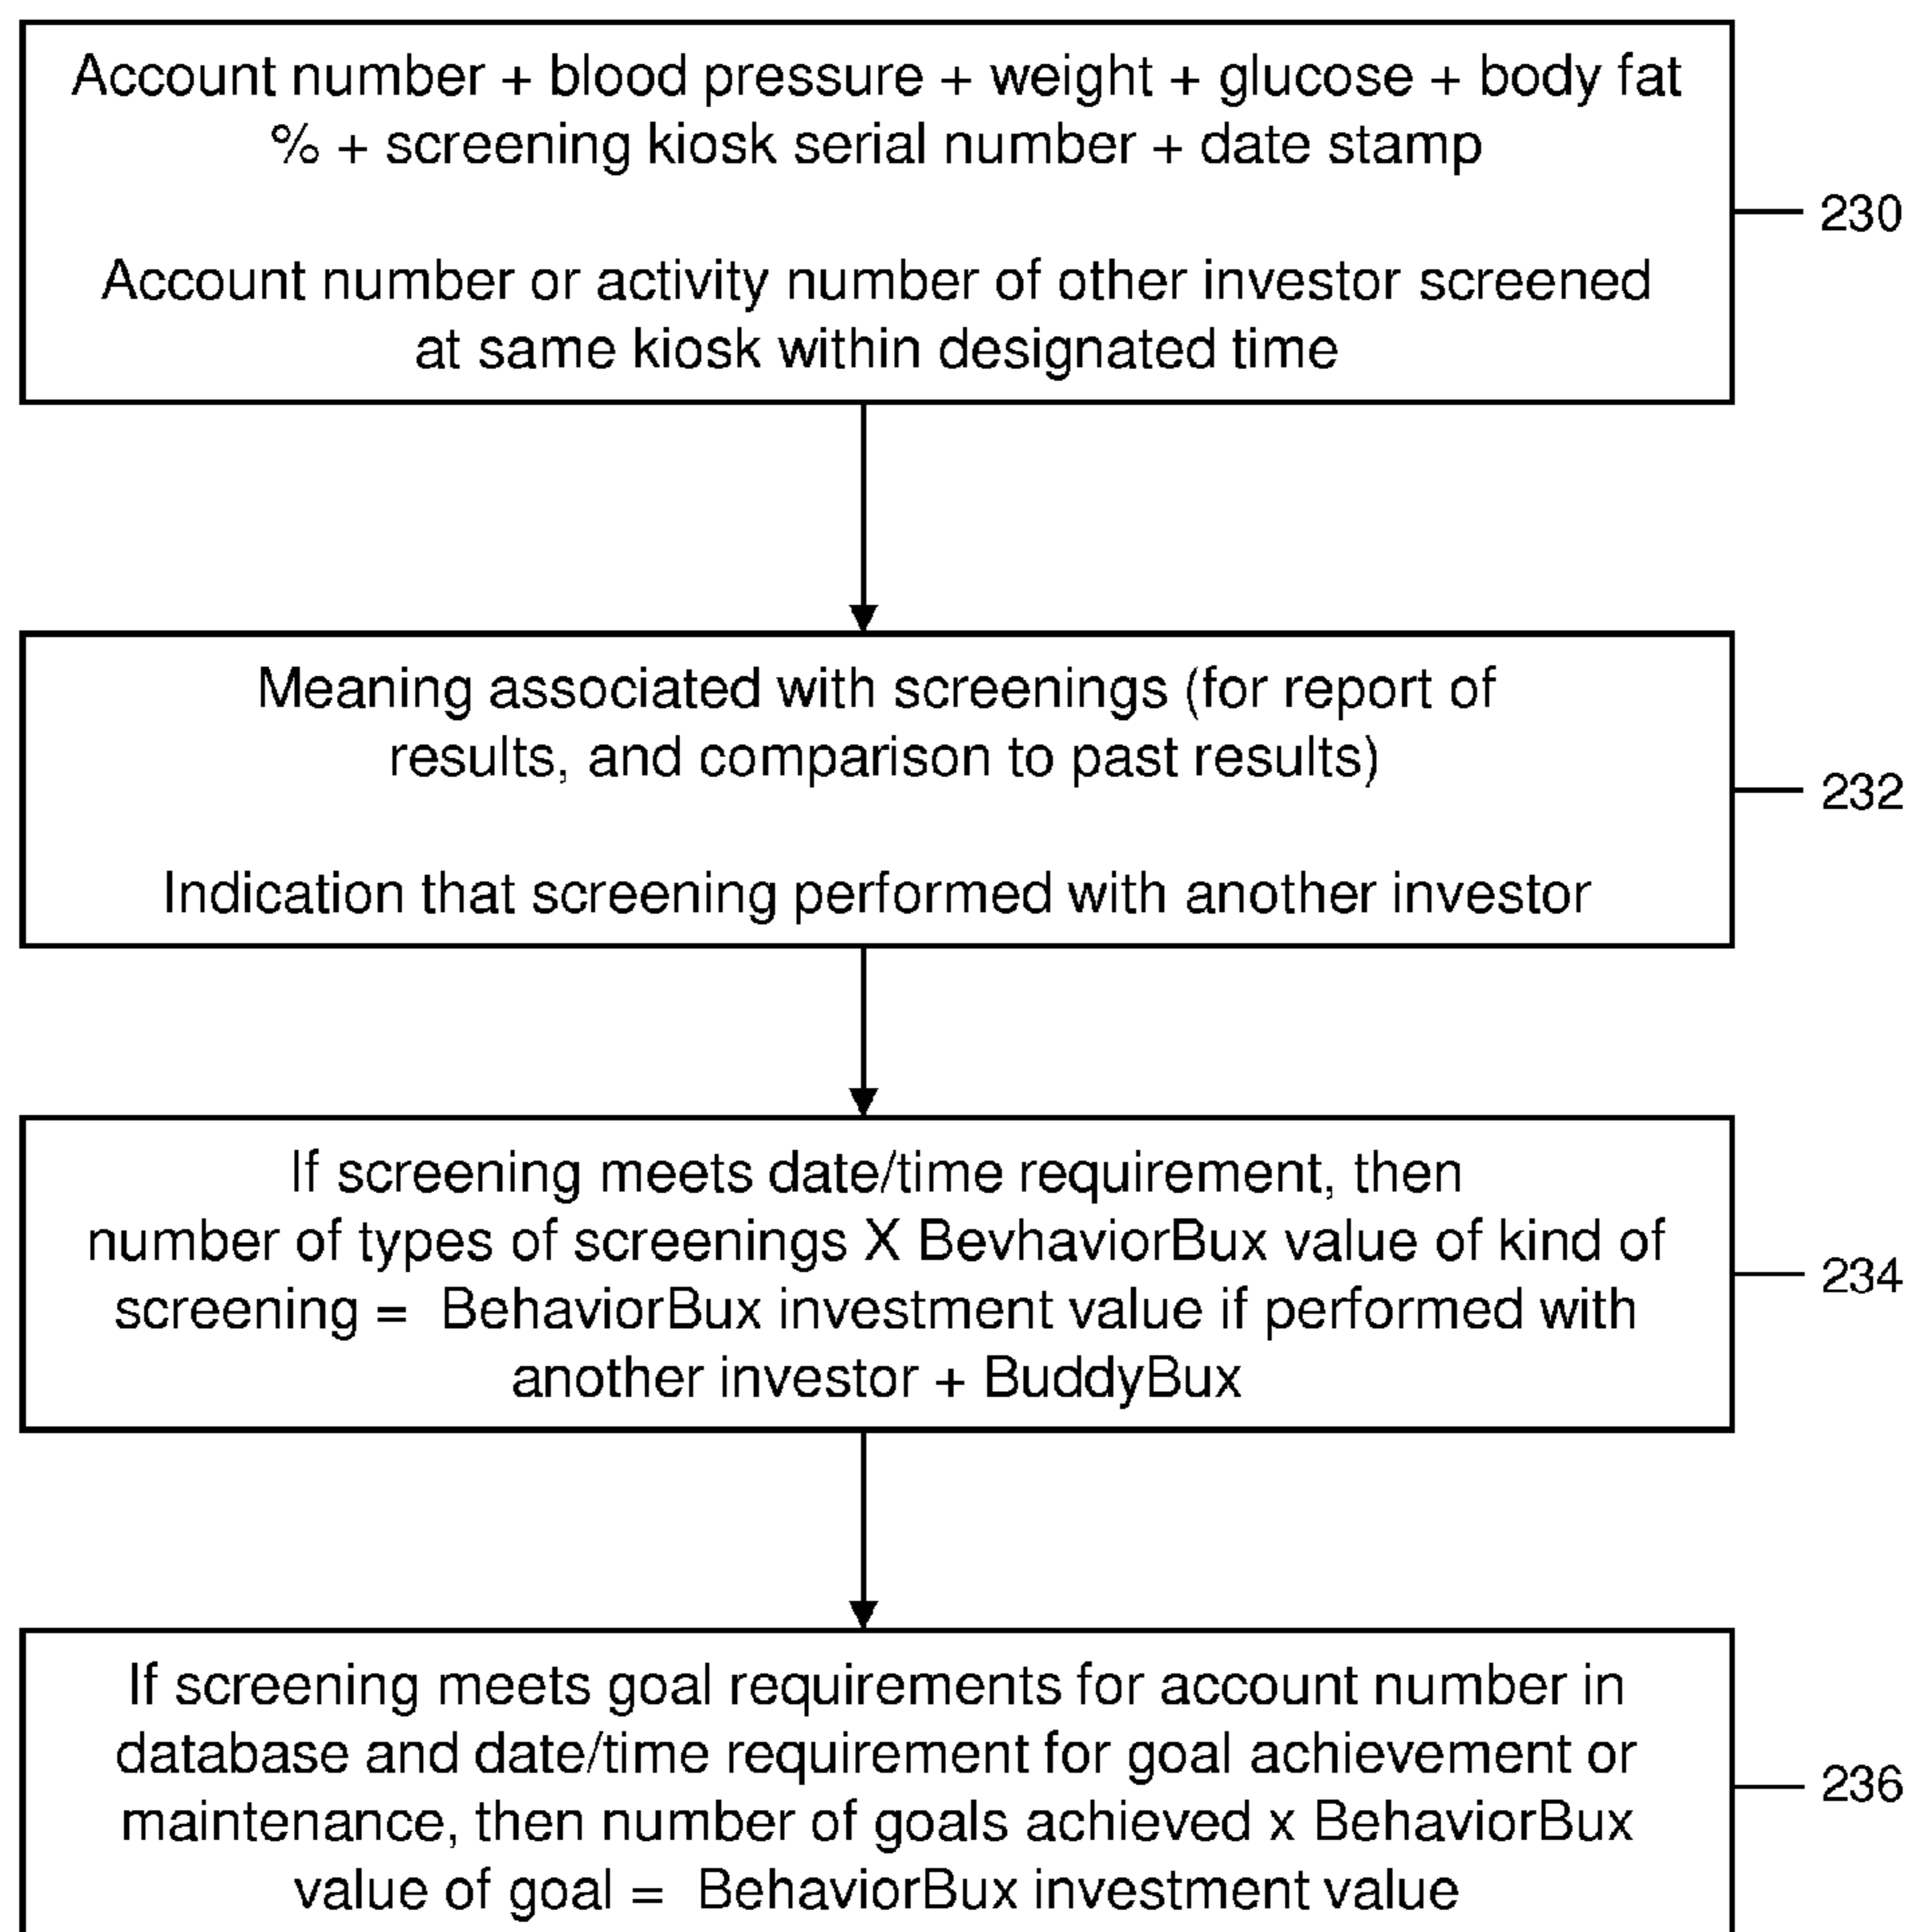 Account number + blood pressure + weight + glucose + body fat
% + screening kiosk serial number + date stamp
Account number or activity number of other investor screened
at same kiosk within designated time
230
Meaning associated with screenings (for report of
results, and comparison to past results)
Indication that screening performed with another investor
232
If screening meets date/time requirement, then
number of types of screenings X BevhaviorBux value of kind of
screening = BehaviorBux investment value if performed with
another investor + BuddyBux
234
If screening meets goal requirements for account number in
database and date/time requirement for goal achievement or
maintenance, then number of goals achieved x BehaviorBux
value of goal = BehaviorBux investment value
236